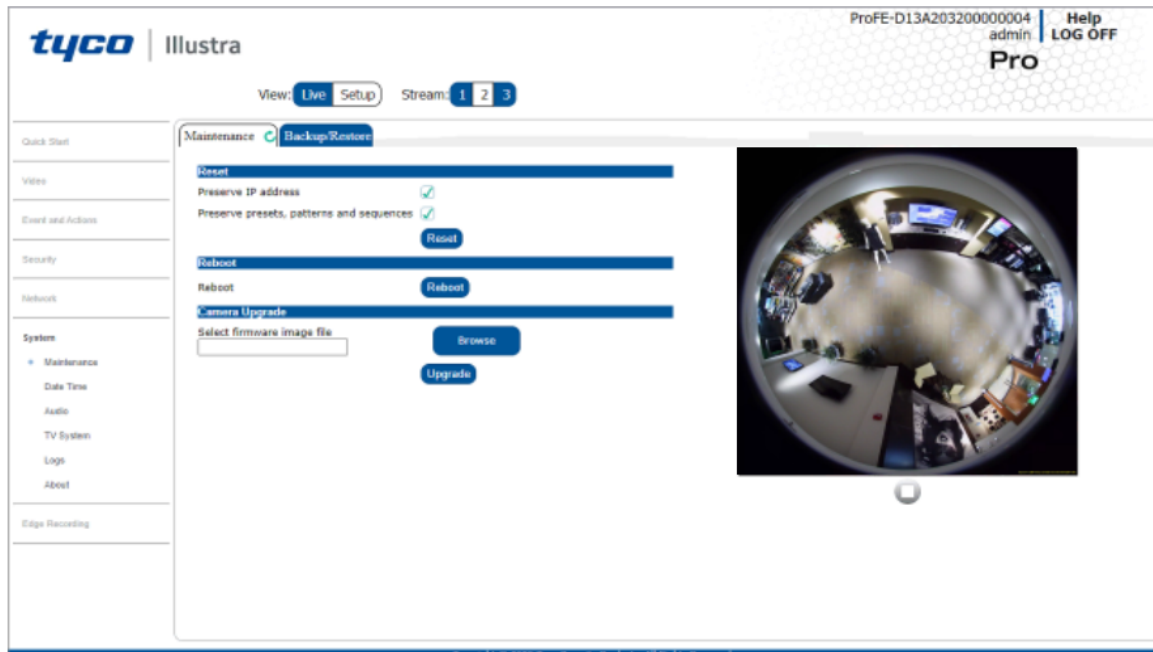 tyco | Illustra
ProFE-D13A203200000004 Help
admin LOG OFF
Pro
View: Live Setup Stream: 1 2 3
Quick Start
Video
Event and Actions
Security
Network
System
Maintenance
Date Time
Audio
TV System
Logs
About
Edge Recording
Maintenance Backup/Restore
Reset
Preserve IP address
Preserve presets, patterns and sequences
Reset
Reboot
Reboot Reboot
Camera Upgrade
Select firmware image file
Browse
Upgrade